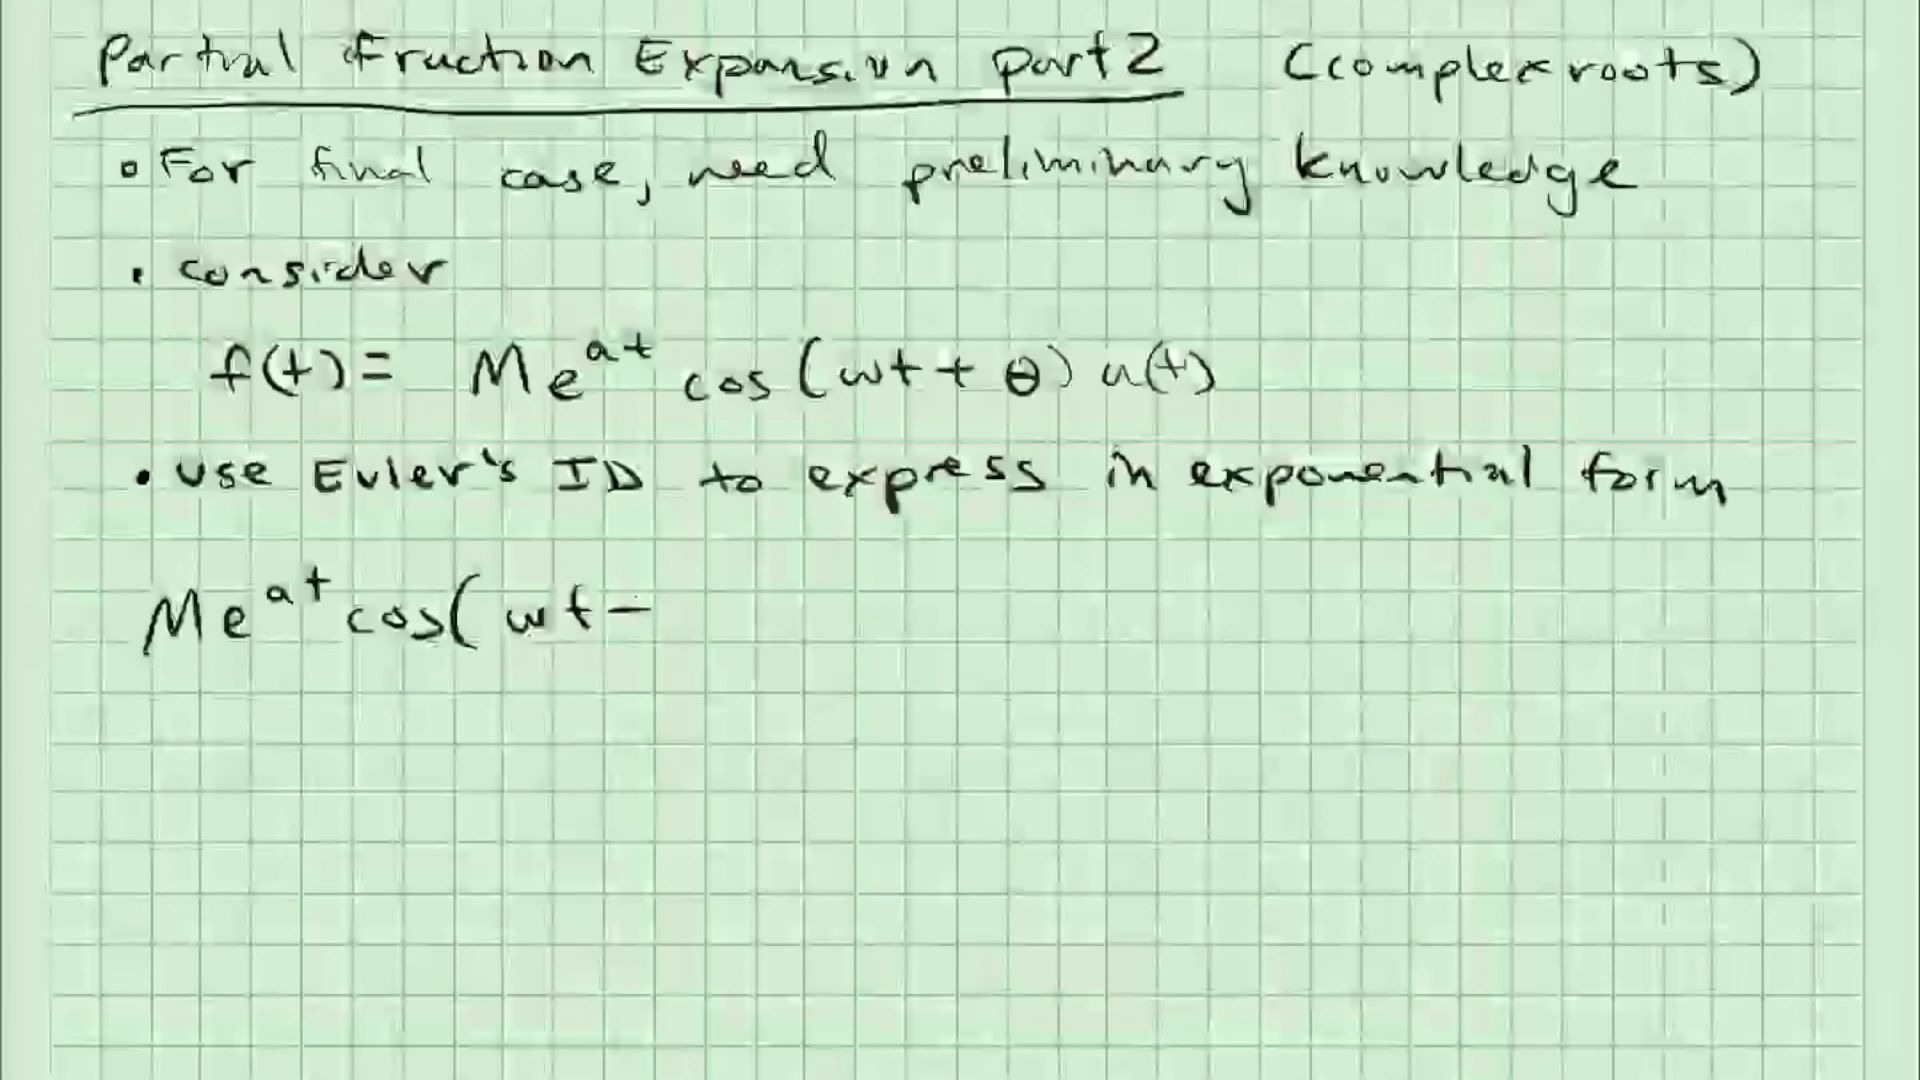 Partial Fraction Expansion part 2 (complex roots)
• For final case, need preliminary knowledge
• consider
f(t) = Me^at cos(ωt + θ) u(t)
• use Euler's ID to express in exponential form
Me^at cos(ωt –